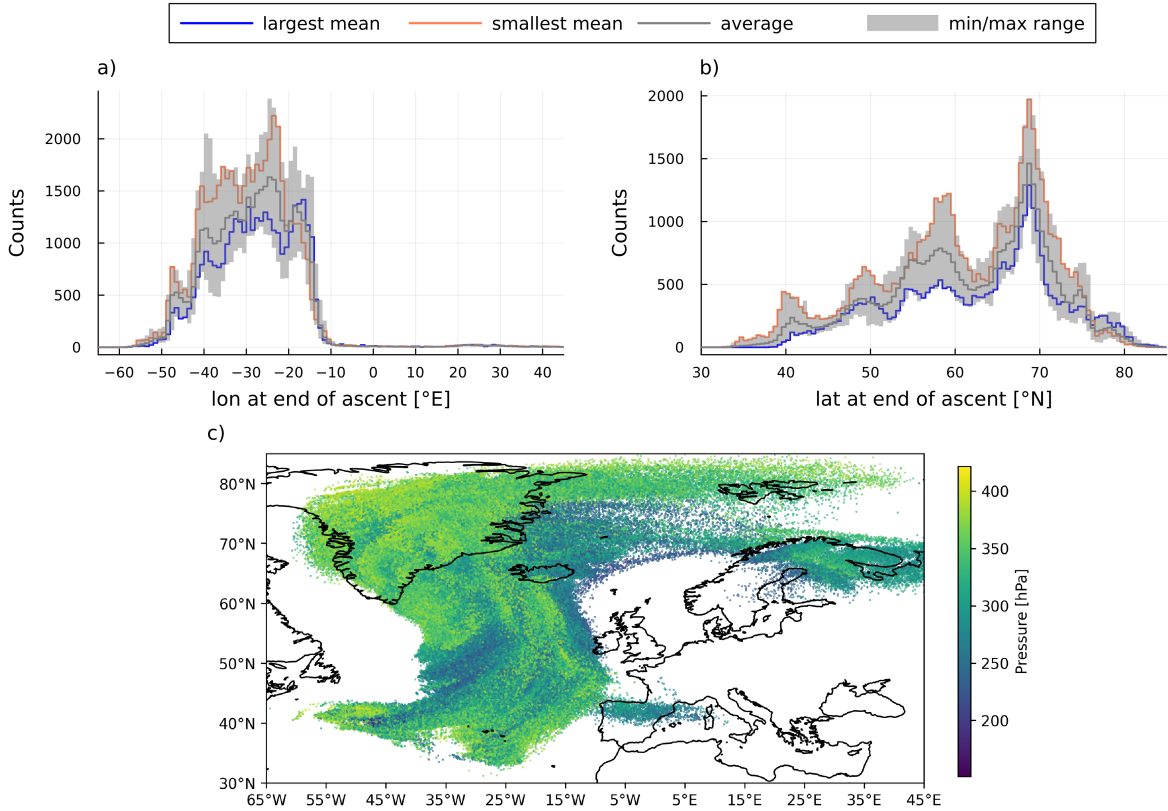 largest mean smallest mean average min/max range
a) b)
Counts
2000
1500
1000
500
0
−60 −50 −40 −30 −20 −10 0 10 20 30 40
lon at end of ascent [°E]
Counts
2000
1500
1000
500
0
30 40 50 60 70 80
lat at end of ascent [°N]
c)
80°N
70°N
60°N
50°N
40°N
30°N
65°W 55°W 45°W 35°W 25°W 15°W 5°W 5°E 15°E 25°E 35°E 45°E
400
350
300
250
200
Pressure [hPa]